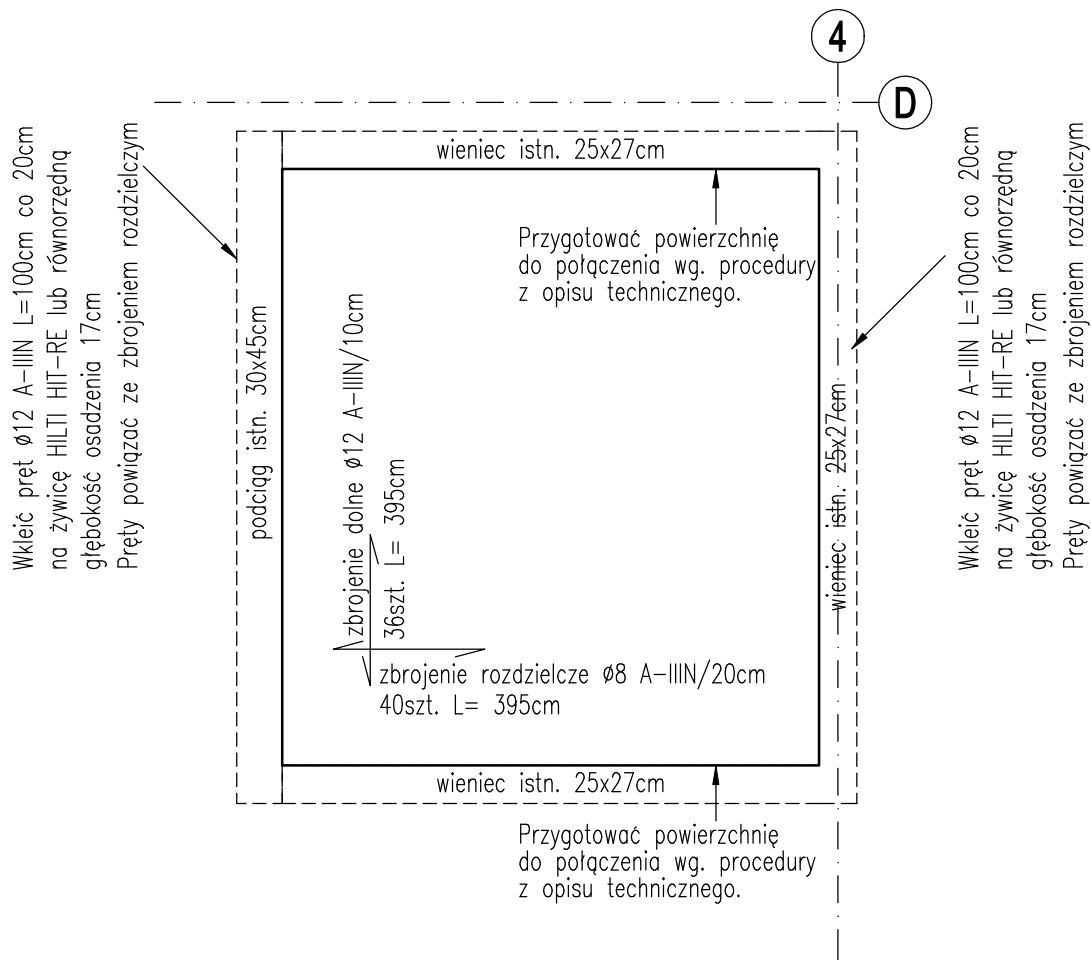 4
D
wieniec istn. 25x27cm
Wkleić pręt ø12 A-IIIN L=100cm co 20cm
na żywicę HILTI HIT-RE lub równorzędną
głębokość osadzenia 17cm
Pręty powiązać ze zbrojeniem rozdzielczym
podciąg istn. 30x45cm
Przygotować powierzchnię
do połączenia wg. procedury
z opisu technicznego.
zbrojenie dolne ø12 A-IIIN/10cm
36szt. L= 395cm
zbrojenie rozdzielcze ø8 A-IIIN/20cm
40szt. L= 395cm
wieniec istn. 25x27cm
Wkleić pręt ø12 A-IIIN L=100cm co 20cm
na żywicę HILTI HIT-RE lub równorzędną
głębokość osadzenia 17cm
Pręty powiązać ze zbrojeniem rozdzielczym
wieniec istn. 25x27cm
Przygotować powierzchnię
do połączenia wg. procedury
z opisu technicznego.